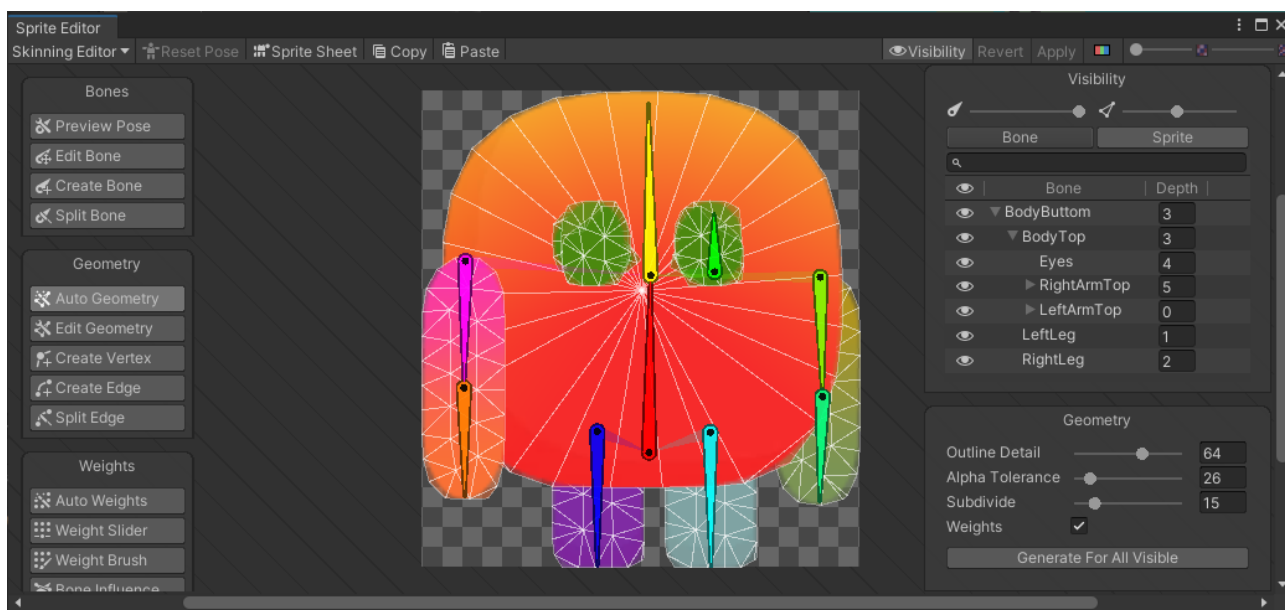 Sprite Editor
Skinning Editor Reset Pose Sprite Sheet Copy Paste Visibility Revert Apply
Bones
Preview Pose
Edit Bone
Create Bone
Split Bone
Geometry
Auto Geometry
Edit Geometry
Create Vertex
Create Edge
Split Edge
Weights
Auto Weights
Weight Slider
Weight Brush
Bone Influence
Visibility
Bone Sprite
Bone Depth
BodyButtom 3
BodyTop 3
Eyes 4
RightArmTop 5
LeftArmTop 0
LeftLeg 1
RightLeg 2
Geometry
Outline Detail 64
Alpha Tolerance 26
Subdivide 15
Weights
Generate For All Visible